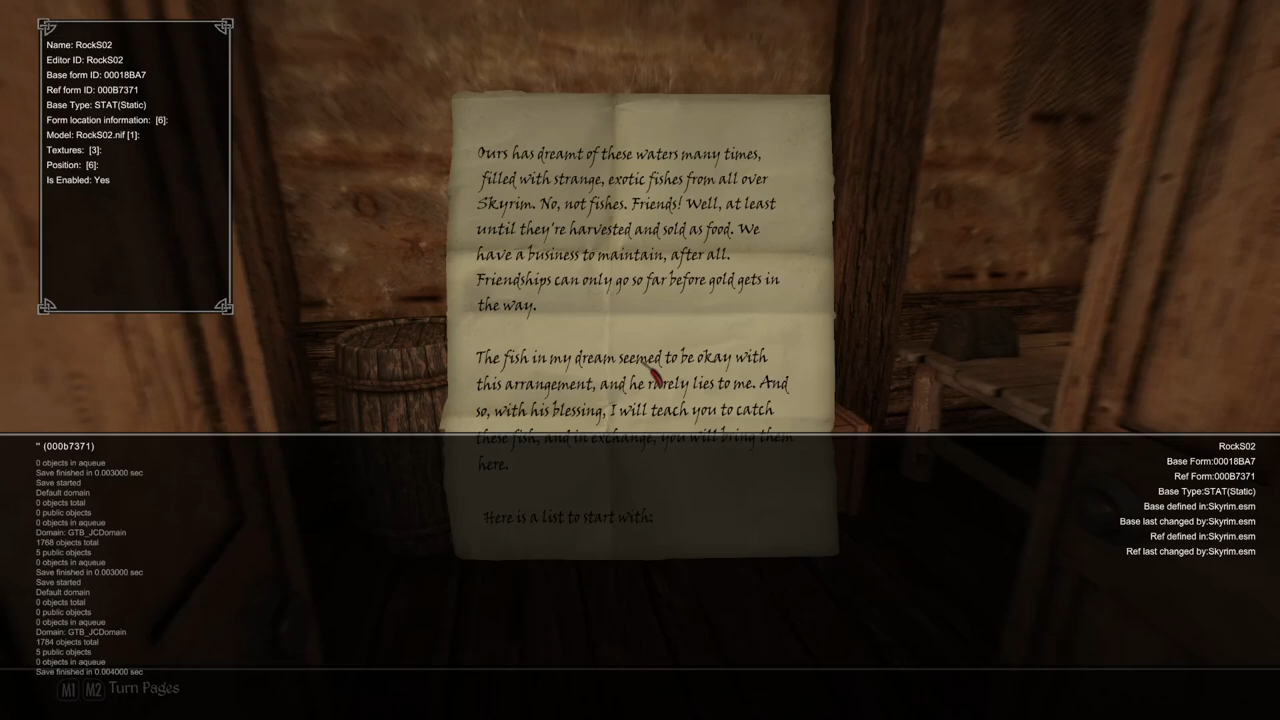 Name: RockS02
Editor ID: RockS02
Base form ID: 00018BA7
Ref form ID: 000B7371
Base Type: STAT(Static)
Form location information:  [6]:
Model: RockS02.nif [1]:
Textures:  [3]:
Position:  [6]:
Is Enabled: Yes
Ours has dreamt of these waters many times,
filled with strange, exotic fishes from all over
Skyrim. No, not fishes. Friends! Well, at least
until they're harvested and sold as food. We
have a business to maintain, after all.
Friendships can only go so far before gold gets in
the way.
The fish in my dream seemed to be okay with
this arrangement, and he rarely lies to me. And
so, with his blessing, I will teach you to catch
these fish, and in exchange, you will bring them
here.
Here is a list to start with:
'' (000b7371)
0 objects in aqueue
Save finished in 0.003000 sec
Save started
Default domain
0 objects total
0 public objects
0 objects in aqueue
Domain: GTB_JCDomain
1768 objects total
5 public objects
0 objects in aqueue
Save finished in 0.003000 sec
Save started
Default domain
0 objects total
0 public objects
0 objects in aqueue
Domain: GTB_JCDomain
1784 objects total
5 public objects
0 objects in aqueue
Save finished in 0.004000 sec
RockS02
Base Form:00018BA7
Ref Form:000B7371
Base Type:STAT(Static)
Base defined in:Skyrim.esm
Base last changed by:Skyrim.esm
Ref defined in:Skyrim.esm
Ref last changed by:Skyrim.esm
M1 M2 Turn Pages